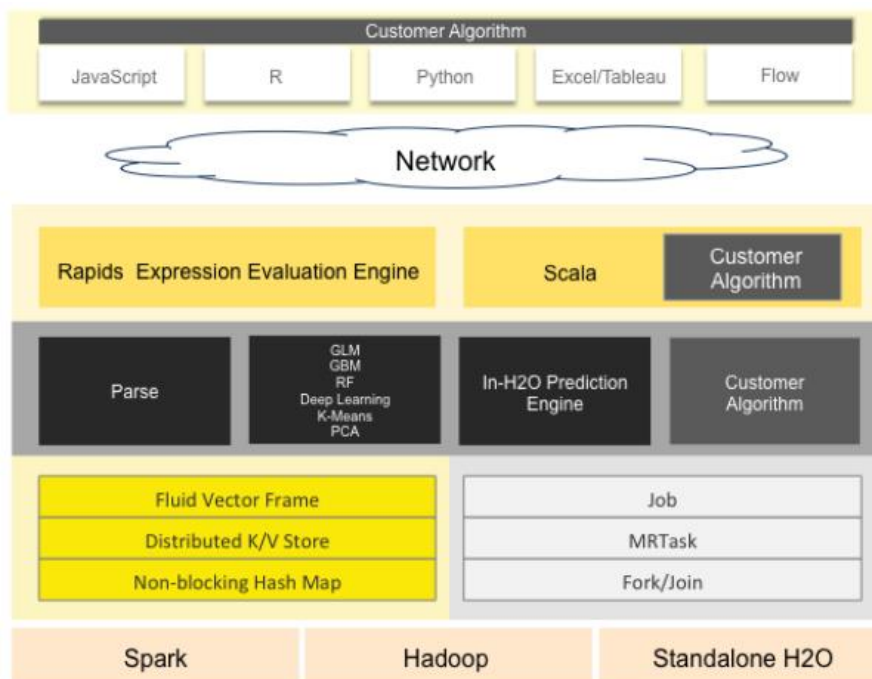 Customer Algorithm
JavaScript
R
Python
Excel/Tableau
Flow
Network
Rapids Expression Evaluation Engine
Scala
Customer
Algorithm
Parse
GLM
GBM
RF
Deep Learning
K-Means
PCA
In-H2O Prediction
Engine
Customer
Algorithm
Fluid Vector Frame
Distributed K/V Store
Non-blocking Hash Map
Job
MRTask
Fork/Join
Spark
Hadoop
Standalone H2O